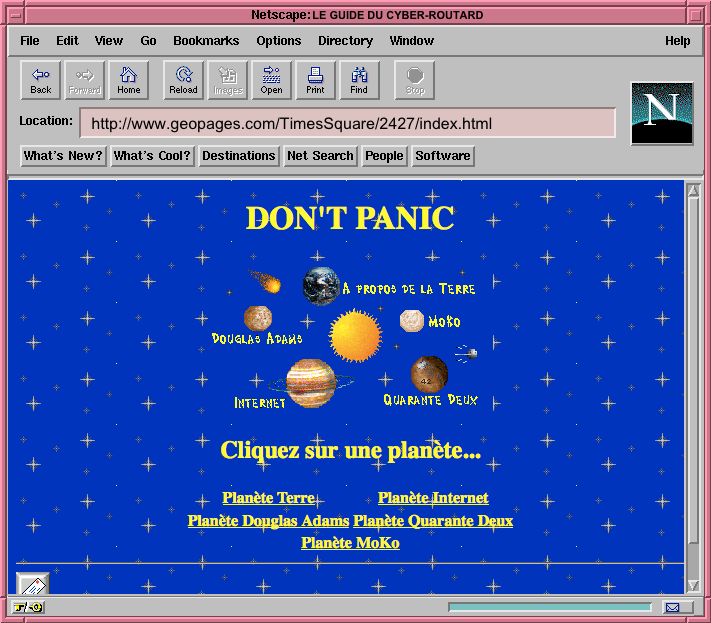 Netscape: LE GUIDE DU CYBER-ROUTARD
File Edit View Go Bookmarks Options Directory Window Help
Back Forward Home Reload Images Open Print Find Stop
Location: http://www.geopages.com/TimesSquare/2427/index.html
N
What's New? What's Cool? Destinations Net Search People Software
DON'T PANIC
A propos de la Terre
MoKo
Douglas Adams
42
Internet
Quarante Deux
Cliquez sur une planète...
Planète Terre Planète Internet
Planète Douglas Adams Planète Quarante Deux
Planète MoKo